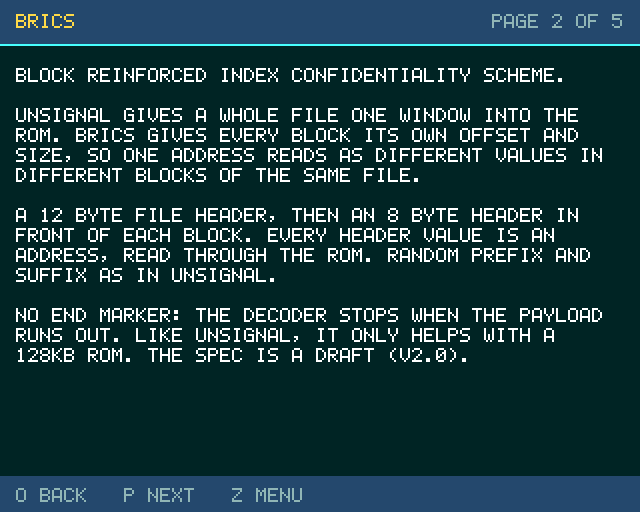 BRICS
PAGE 2 OF 5
BLOCK REINFORCED INDEX CONFIDENTIALITY SCHEME.
UNSIGNAL GIVES A WHOLE FILE ONE WINDOW INTO THE
ROM. BRICS GIVES EVERY BLOCK ITS OWN OFFSET AND
SIZE, SO ONE ADDRESS READS AS DIFFERENT VALUES IN
DIFFERENT BLOCKS OF THE SAME FILE.
A 12 BYTE FILE HEADER, THEN AN 8 BYTE HEADER IN
FRONT OF EACH BLOCK. EVERY HEADER VALUE IS AN
ADDRESS, READ THROUGH THE ROM. RANDOM PREFIX AND
SUFFIX AS IN UNSIGNAL.
NO END MARKER: THE DECODER STOPS WHEN THE PAYLOAD
RUNS OUT. LIKE UNSIGNAL, IT ONLY HELPS WITH A
128KB ROM. THE SPEC IS A DRAFT (V2.0).
O BACK   P NEXT   Z MENU